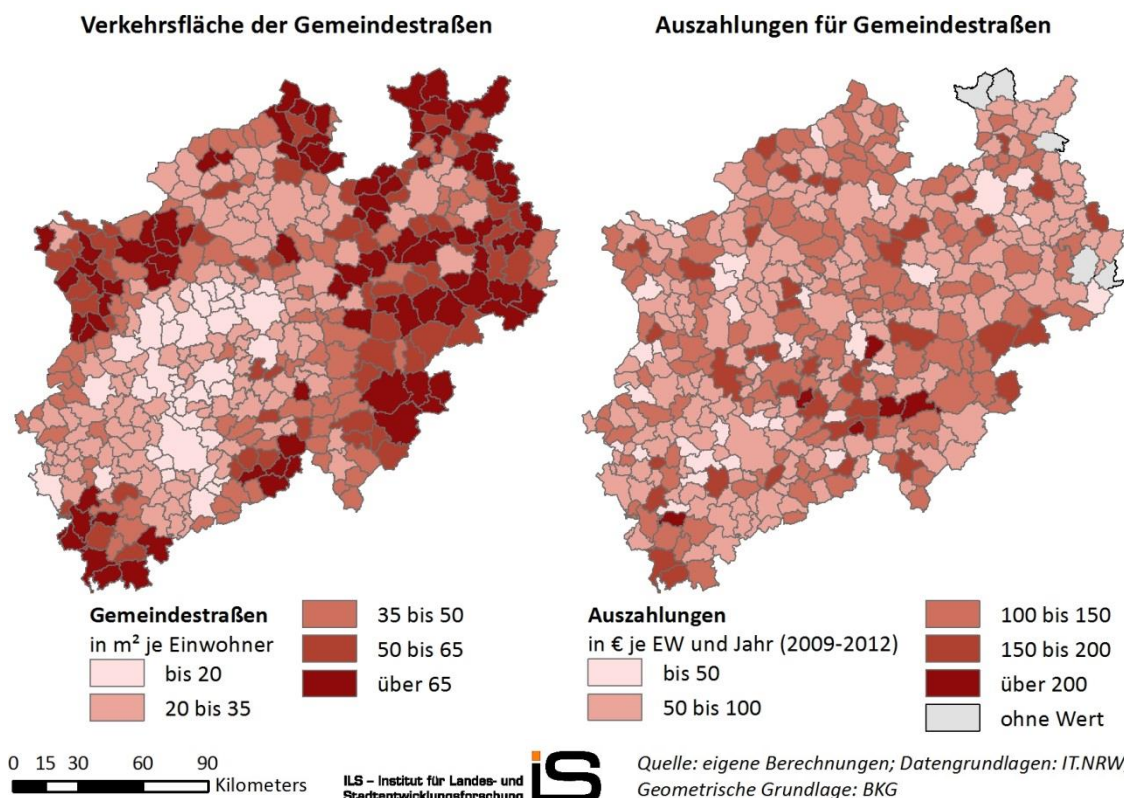 Verkehrsfläche der Gemeindestraßen
Auszahlungen für Gemeindestraßen
Gemeindestraßen
in m² je Einwohner
bis 20
20 bis 35
35 bis 50
50 bis 65
über 65
Auszahlungen
in € je EW und Jahr (2009-2012)
bis 50
50 bis 100
100 bis 150
150 bis 200
über 200
ohne Wert
0 15 30 60 90
Kilometers
ILS – Institut für Landes- und
Stadtentwicklungsforschung
iLS
Quelle: eigene Berechnungen; Datengrundlagen: IT.NRW,
Geometrische Grundlage: BKG